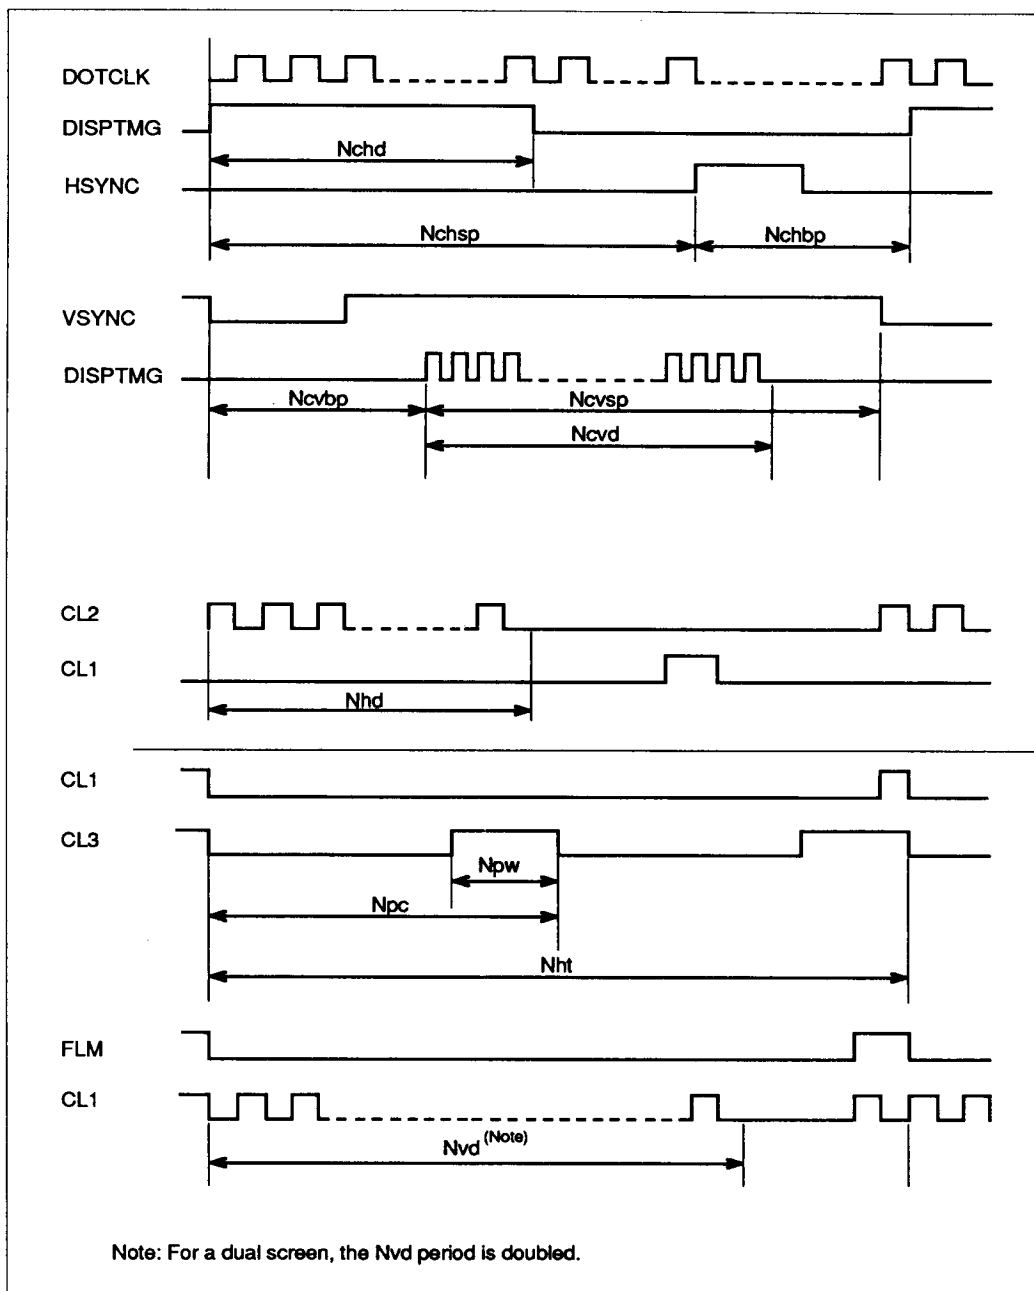 DOTCLK
DISPTMG
Nchd
HSYNC
Nchsp
Nchbp
VSYNC
DISPTMG
Ncvbp
Ncvsp
Ncvd
CL2
CL1
Nhd
CL1
CL3
Npw
Npc
Nht
FLM
CL1
Nvd (Note)
Note: For a dual screen, the Nvd period is doubled.